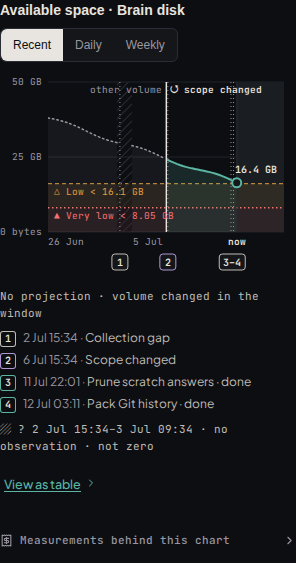 Available space · Brain disk
Recent Daily Weekly
50 GB
other volume
scope changed
25 GB
16.4 GB
△ Low < 16.1 GB
▲ Very low < 8.05 GB
0 bytes
26 Jun 5 Jul now
1 2 3–4
No projection · volume changed in the
window
1 2 Jul 15:34 · Collection gap
2 6 Jul 15:34 · Scope changed
3 11 Jul 22:01 · Prune scratch answers · done
4 12 Jul 03:11 · Pack Git history · done
? 2 Jul 15:34–3 Jul 09:34 · no
observation · not zero
View as table
Measurements behind this chart